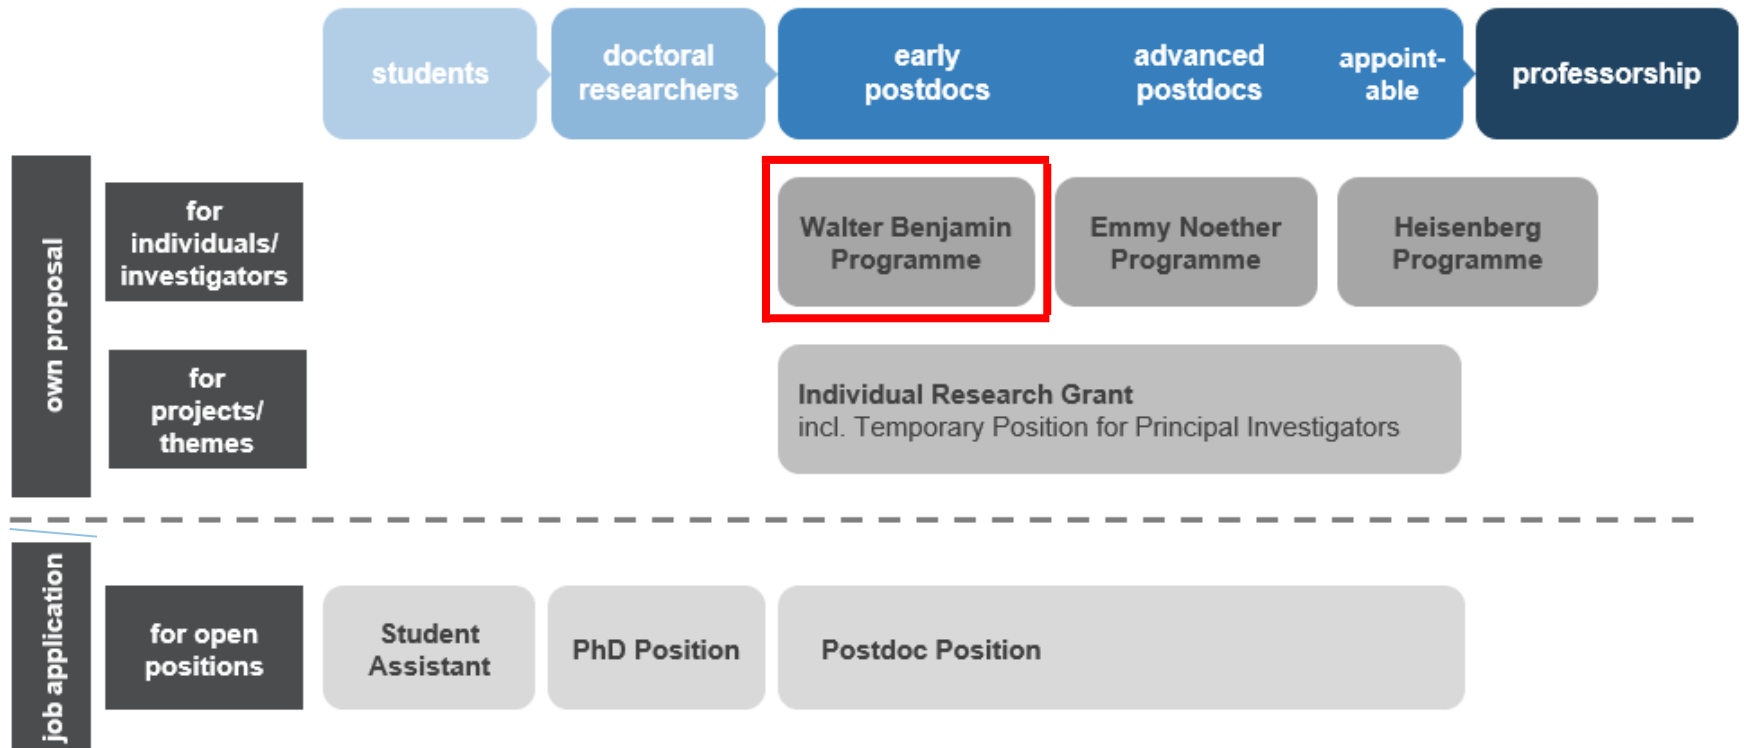 students
doctoral
researchers
early
postdocs
advanced
postdocs
appoint-
able
professorship
own proposal
for
individuals/
investigators
Walter Benjamin
Programme
Emmy Noether
Programme
Heisenberg
Programme
for
projects/
themes
Individual Research Grant
incl. Temporary Position for Principal Investigators
job application
for open
positions
Student
Assistant
PhD Position
Postdoc Position